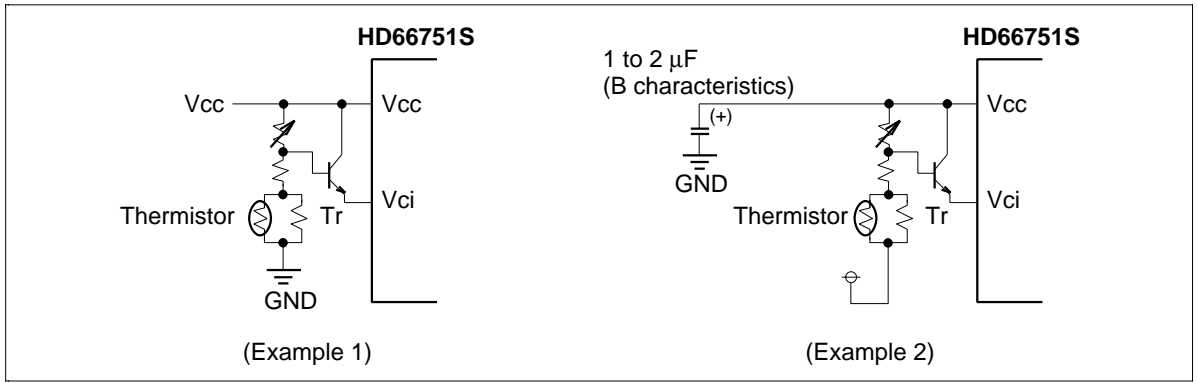 HD66751S
Vcc
Vcc
Vci
Thermistor
Tr
GND
(Example 1)
HD66751S
1 to 2 μF
(B characteristics)
(+)
GND
Vcc
Vci
Thermistor
Tr
(Example 2)